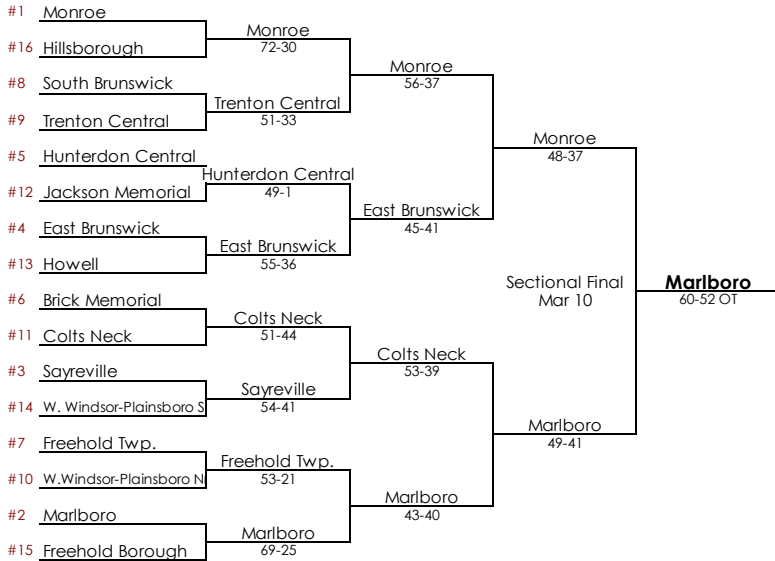 #1 Monroe
#16 Hillsborough
#8 South Brunswick
#9 Trenton Central
#5 Hunterdon Central
#12 Jackson Memorial
#4 East Brunswick
#13 Howell
#6 Brick Memorial
#11 Colts Neck
#3 Sayreville
#14 W. Windsor-Plainsboro S
#7 Freehold Twp.
#10 W.Windsor-Plainsboro N
#2 Marlboro
#15 Freehold Borough
Monroe
72-30
Trenton Central
51-33
Hunterdon Central
49-1
East Brunswick
55-36
Colts Neck
51-44
Sayreville
54-41
Freehold Twp.
53-21
Marlboro
69-25
Monroe
56-37
East Brunswick
45-41
Colts Neck
53-39
Marlboro
43-40
Monroe
48-37
Marlboro
49-41
Sectional Final
Mar 10
Marlboro
60-52 OT